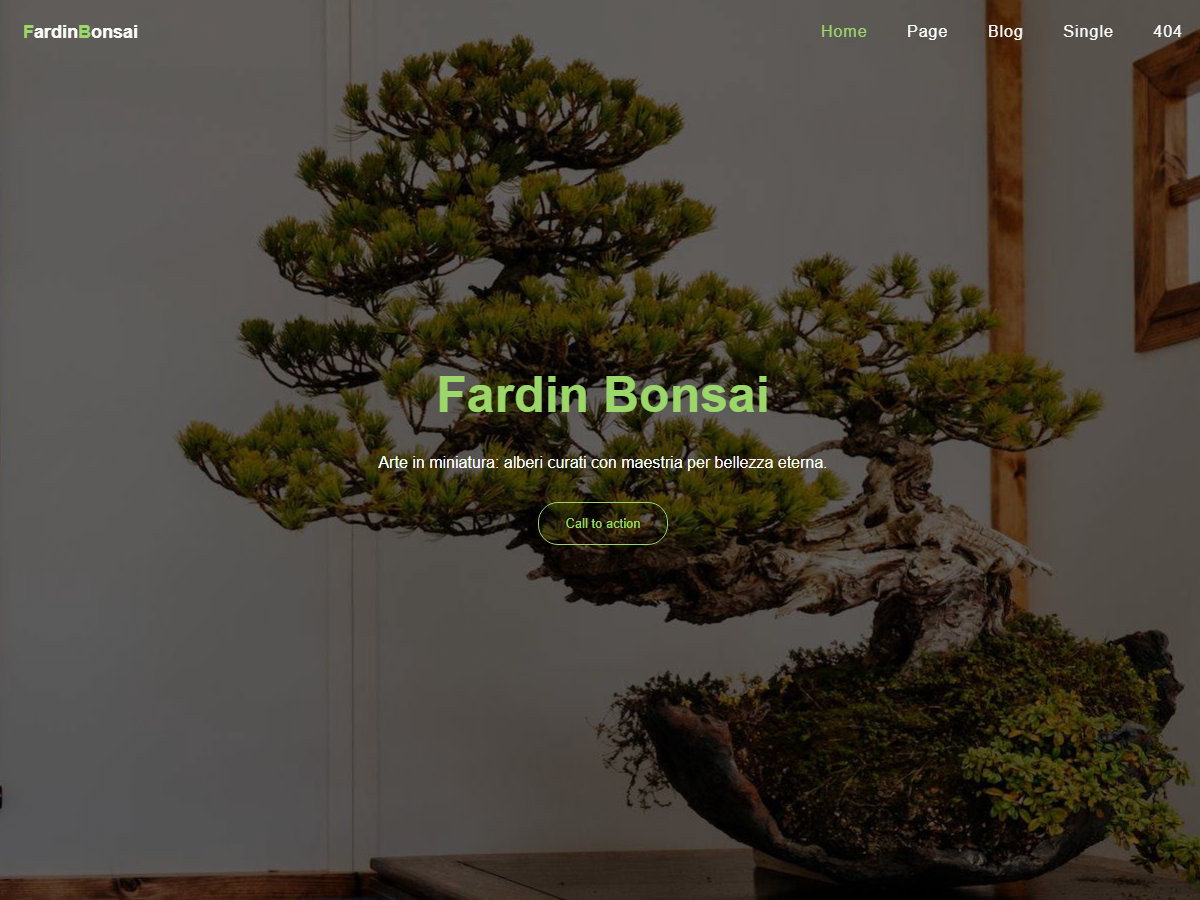 FardinBonsai
Home Page Blog Single 404
Fardin Bonsai
Arte in miniatura: alberi curati con maestria per bellezza eterna.
Call to action